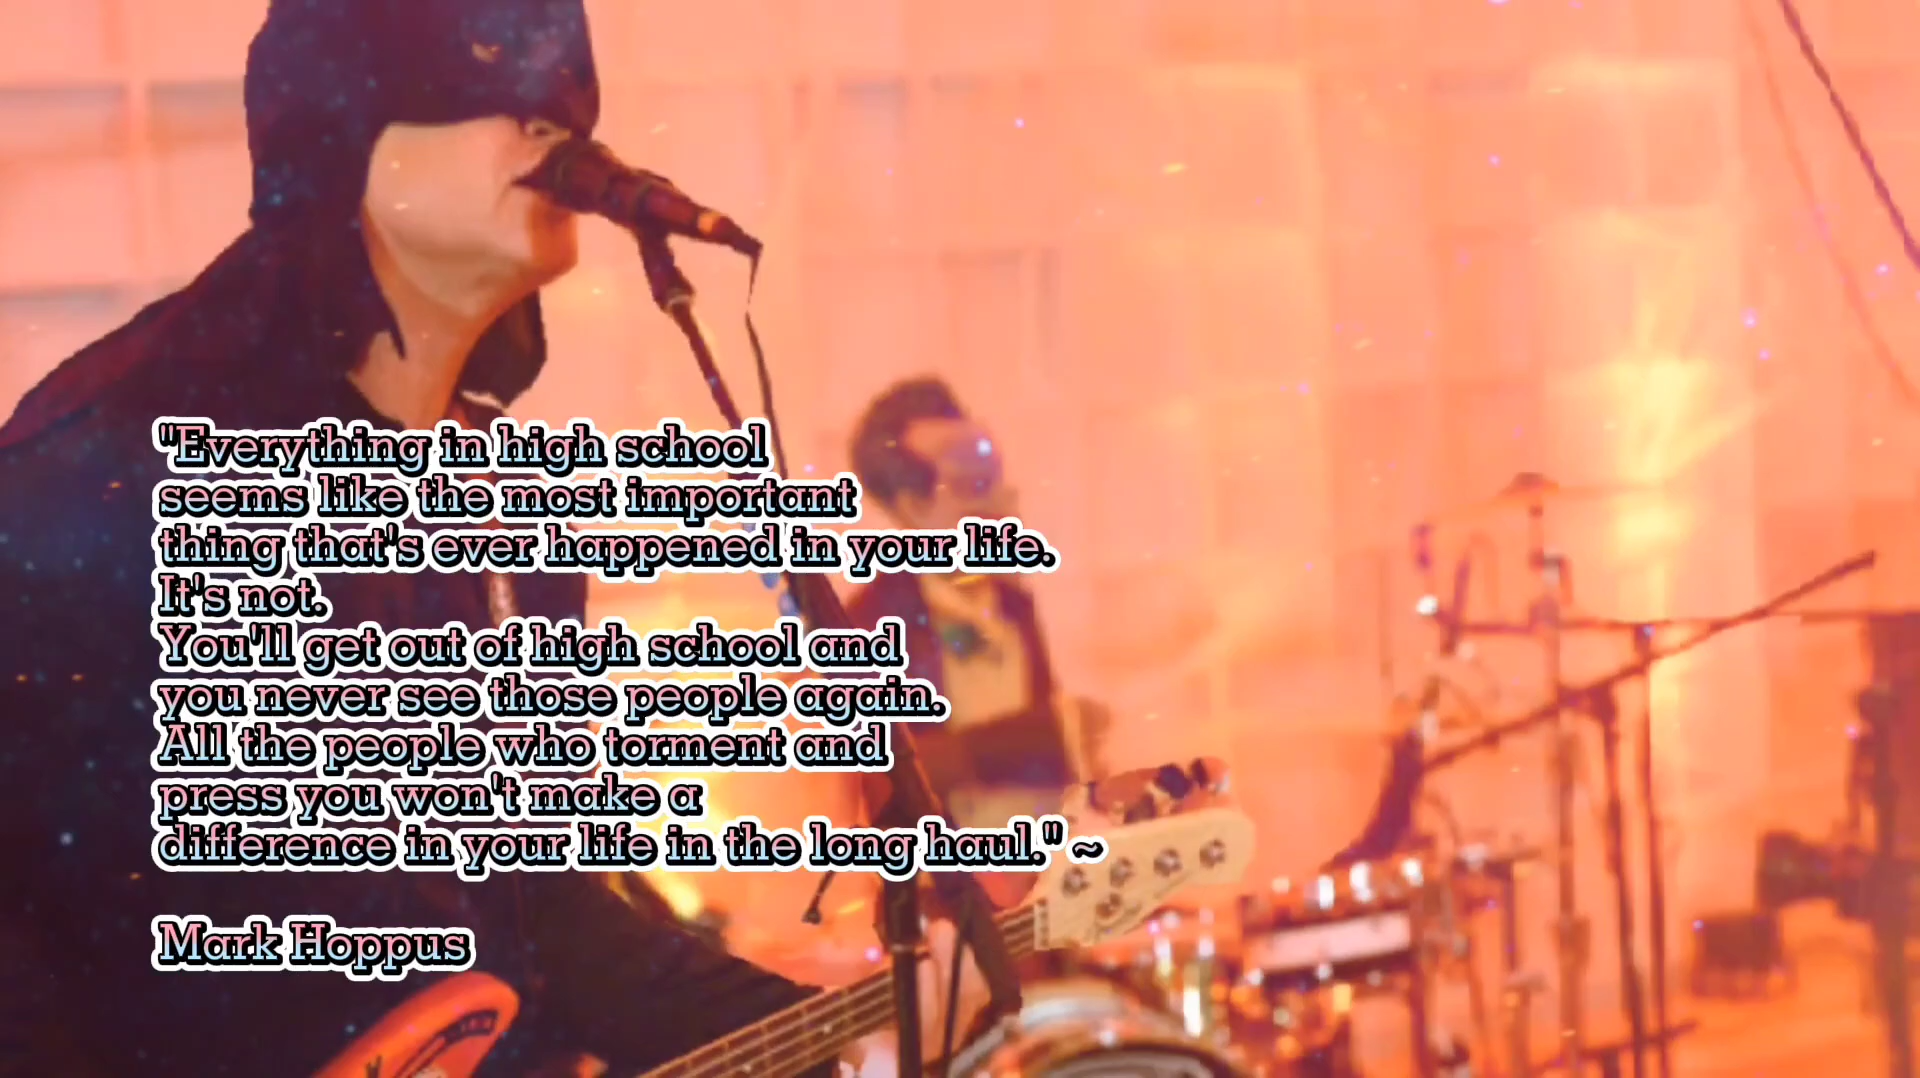 "Everything in high school
seems like the most important
thing that's ever happened in your life.
It's not.
You'll get out of high school and
you never see those people again.
All the people who torment and
press you won't make a
difference in your life in the long haul." ~
Mark Hoppus